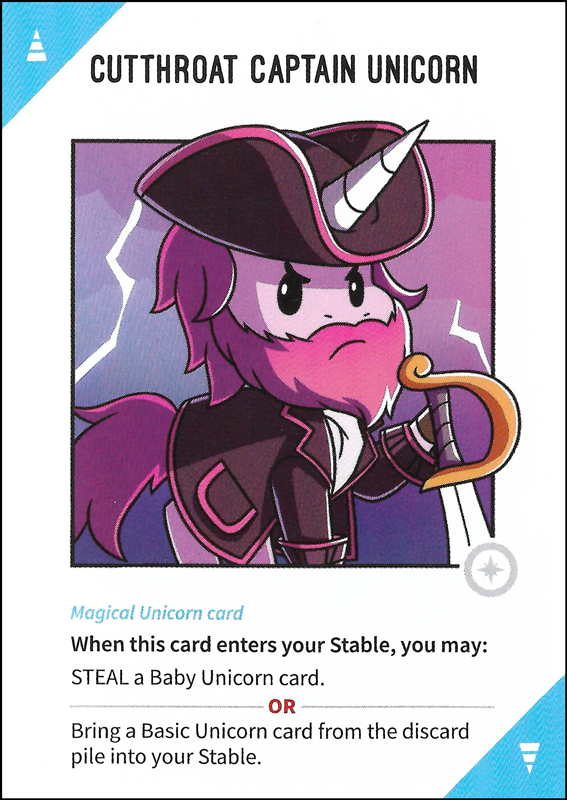 CUTTHROAT CAPTAIN UNICORN
Magical Unicorn card
When this card enters your Stable, you may:
STEAL a Baby Unicorn card.
OR
Bring a Basic Unicorn card from the discard
pile into your Stable.